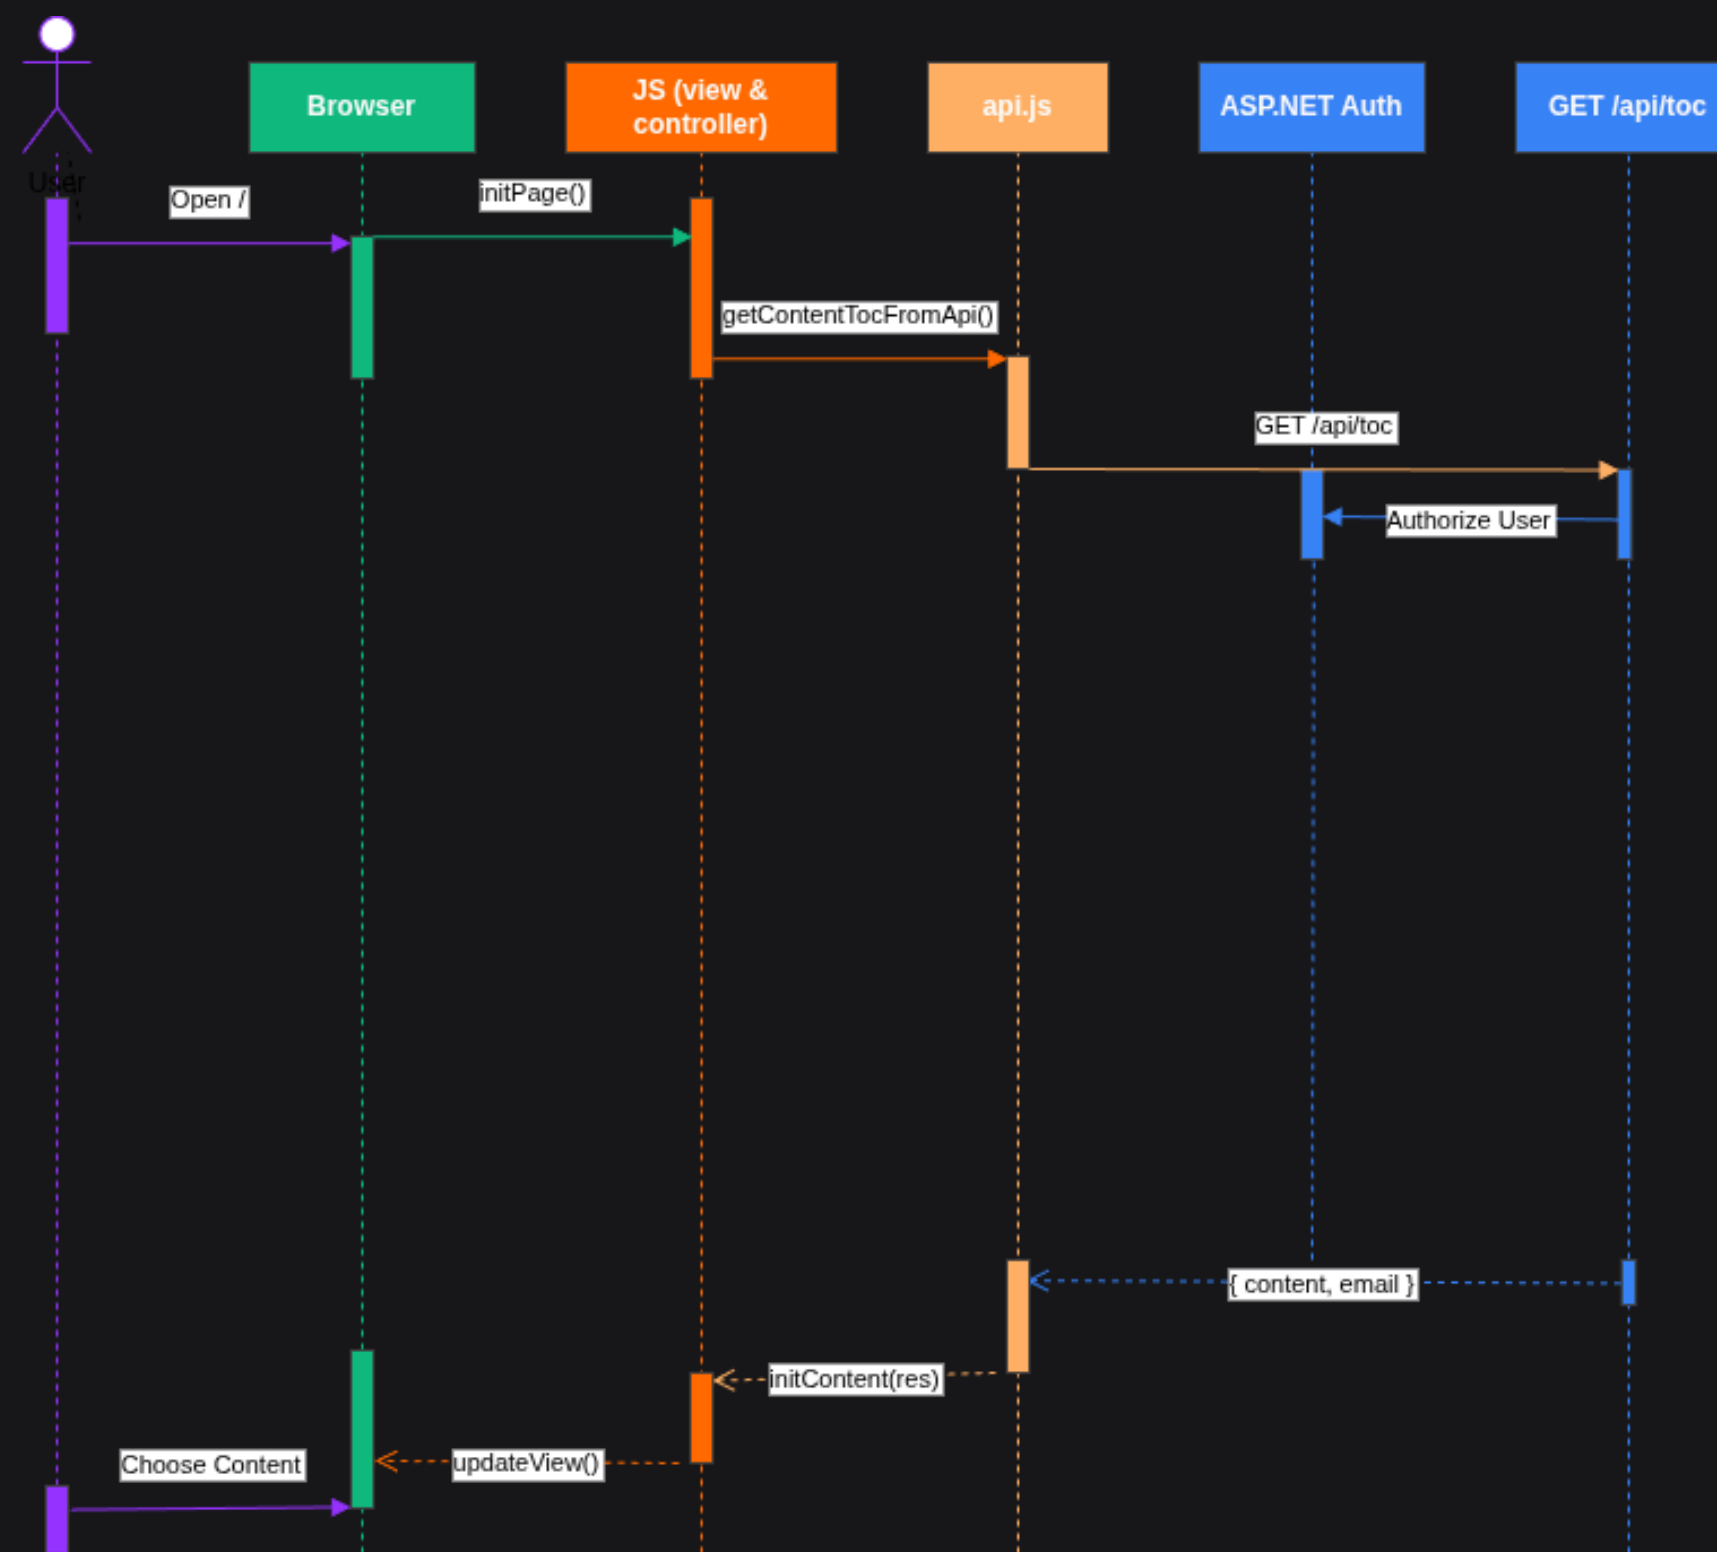 Browser
JS (view &
controller)
api.js
ASP.NET Auth
GET /api/toc
User
Open /
initPage()
getContentTocFromApi()
GET /api/toc
Authorize User
{ content, email }
initContent(res)
updateView()
Choose Content